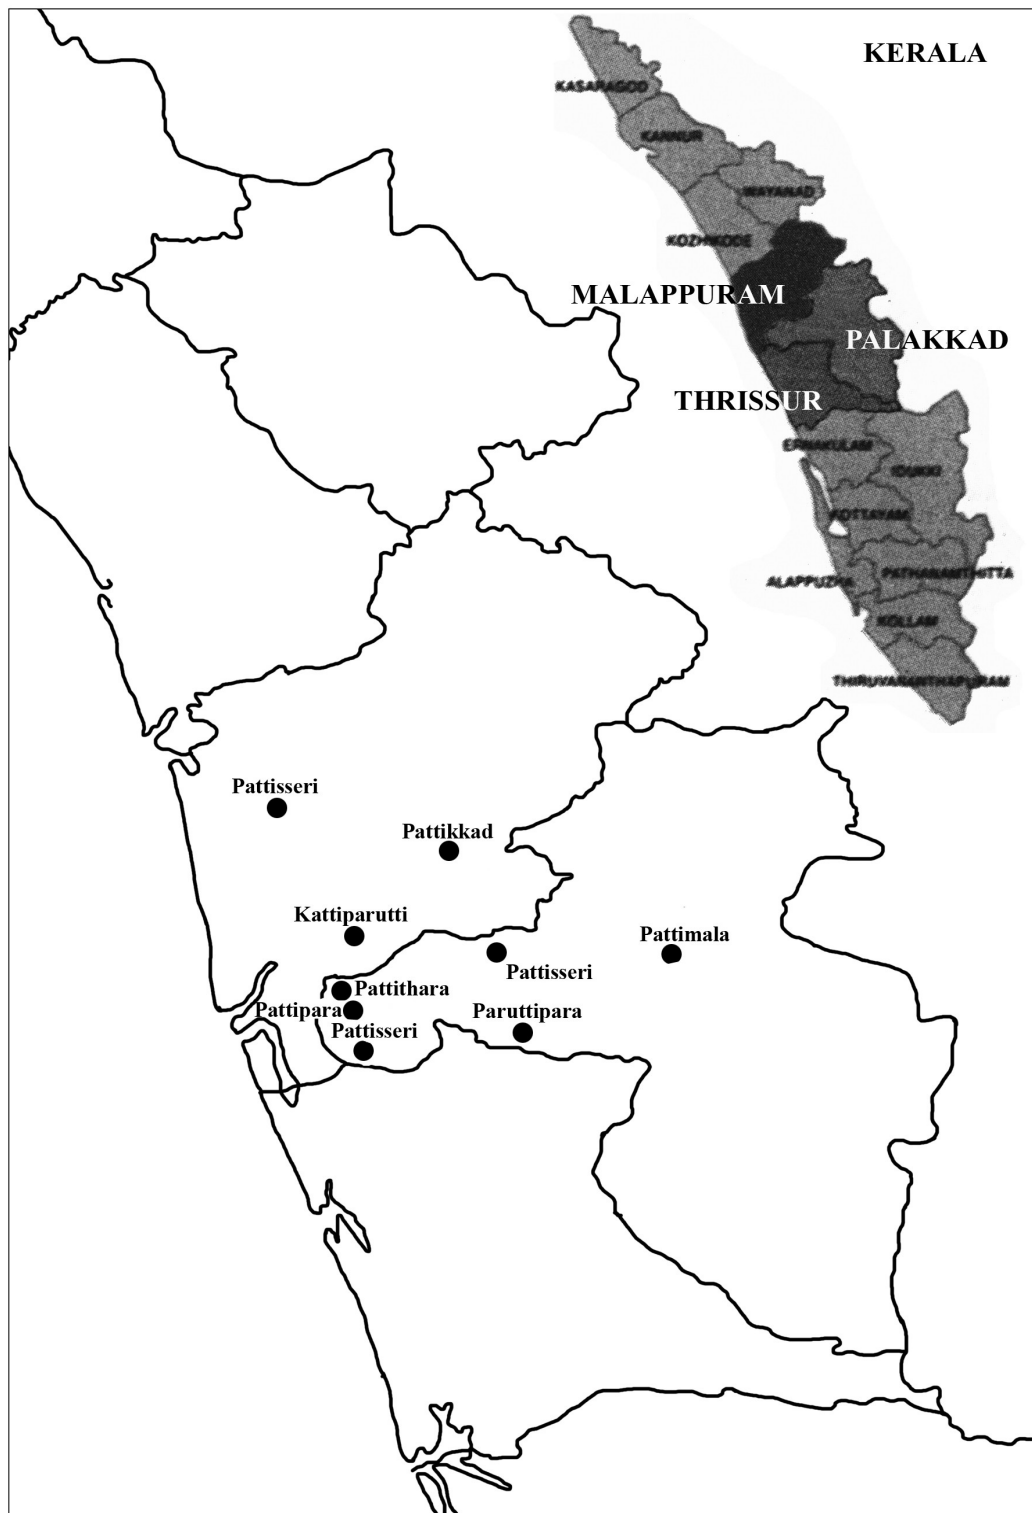 KERALA
KASARAGOD
KANNUR
WAYANAD
KOZHIKODE
MALAPPURAM
PALAKKAD
THRISSUR
ERNAKULAM
IDUKKI
KOTTAYAM
PATHANAMTHITTA
ALAPPUZHA
KOLLAM
THIRUVANANTHAPURAM
Pattisseri
Pattikkad
Kattiparutti
Pattimala
Pattisseri
Pattithara
Pattipara
Paruttipara
Pattisseri